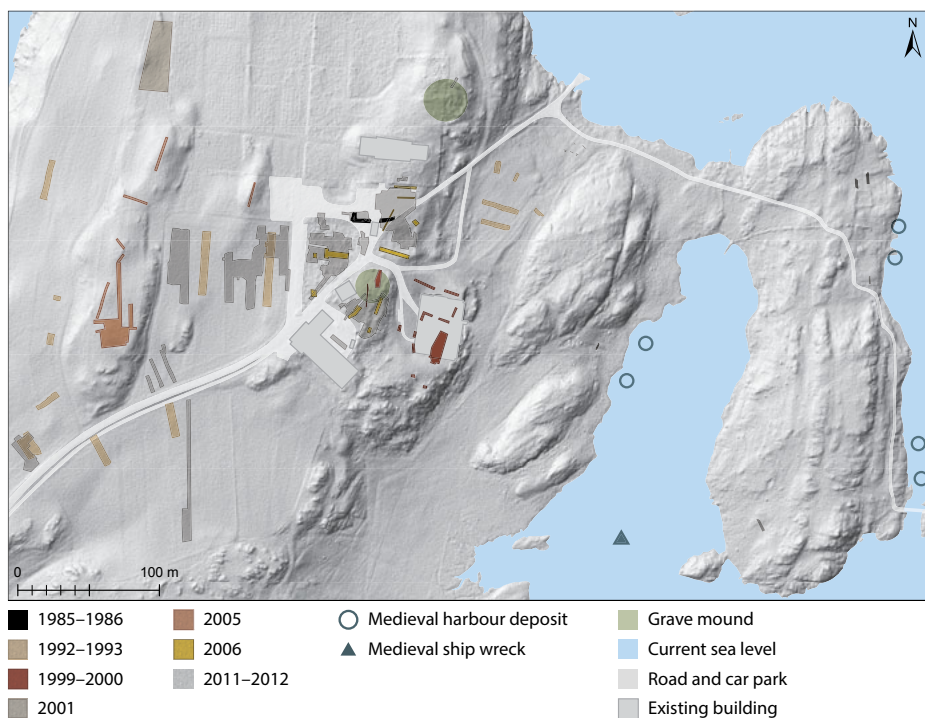 N
0 100 m
1985–1986
1992–1993
1999–2000
2001
2005
2006
2011–2012
Medieval harbour deposit
Medieval ship wreck
Grave mound
Current sea level
Road and car park
Existing building